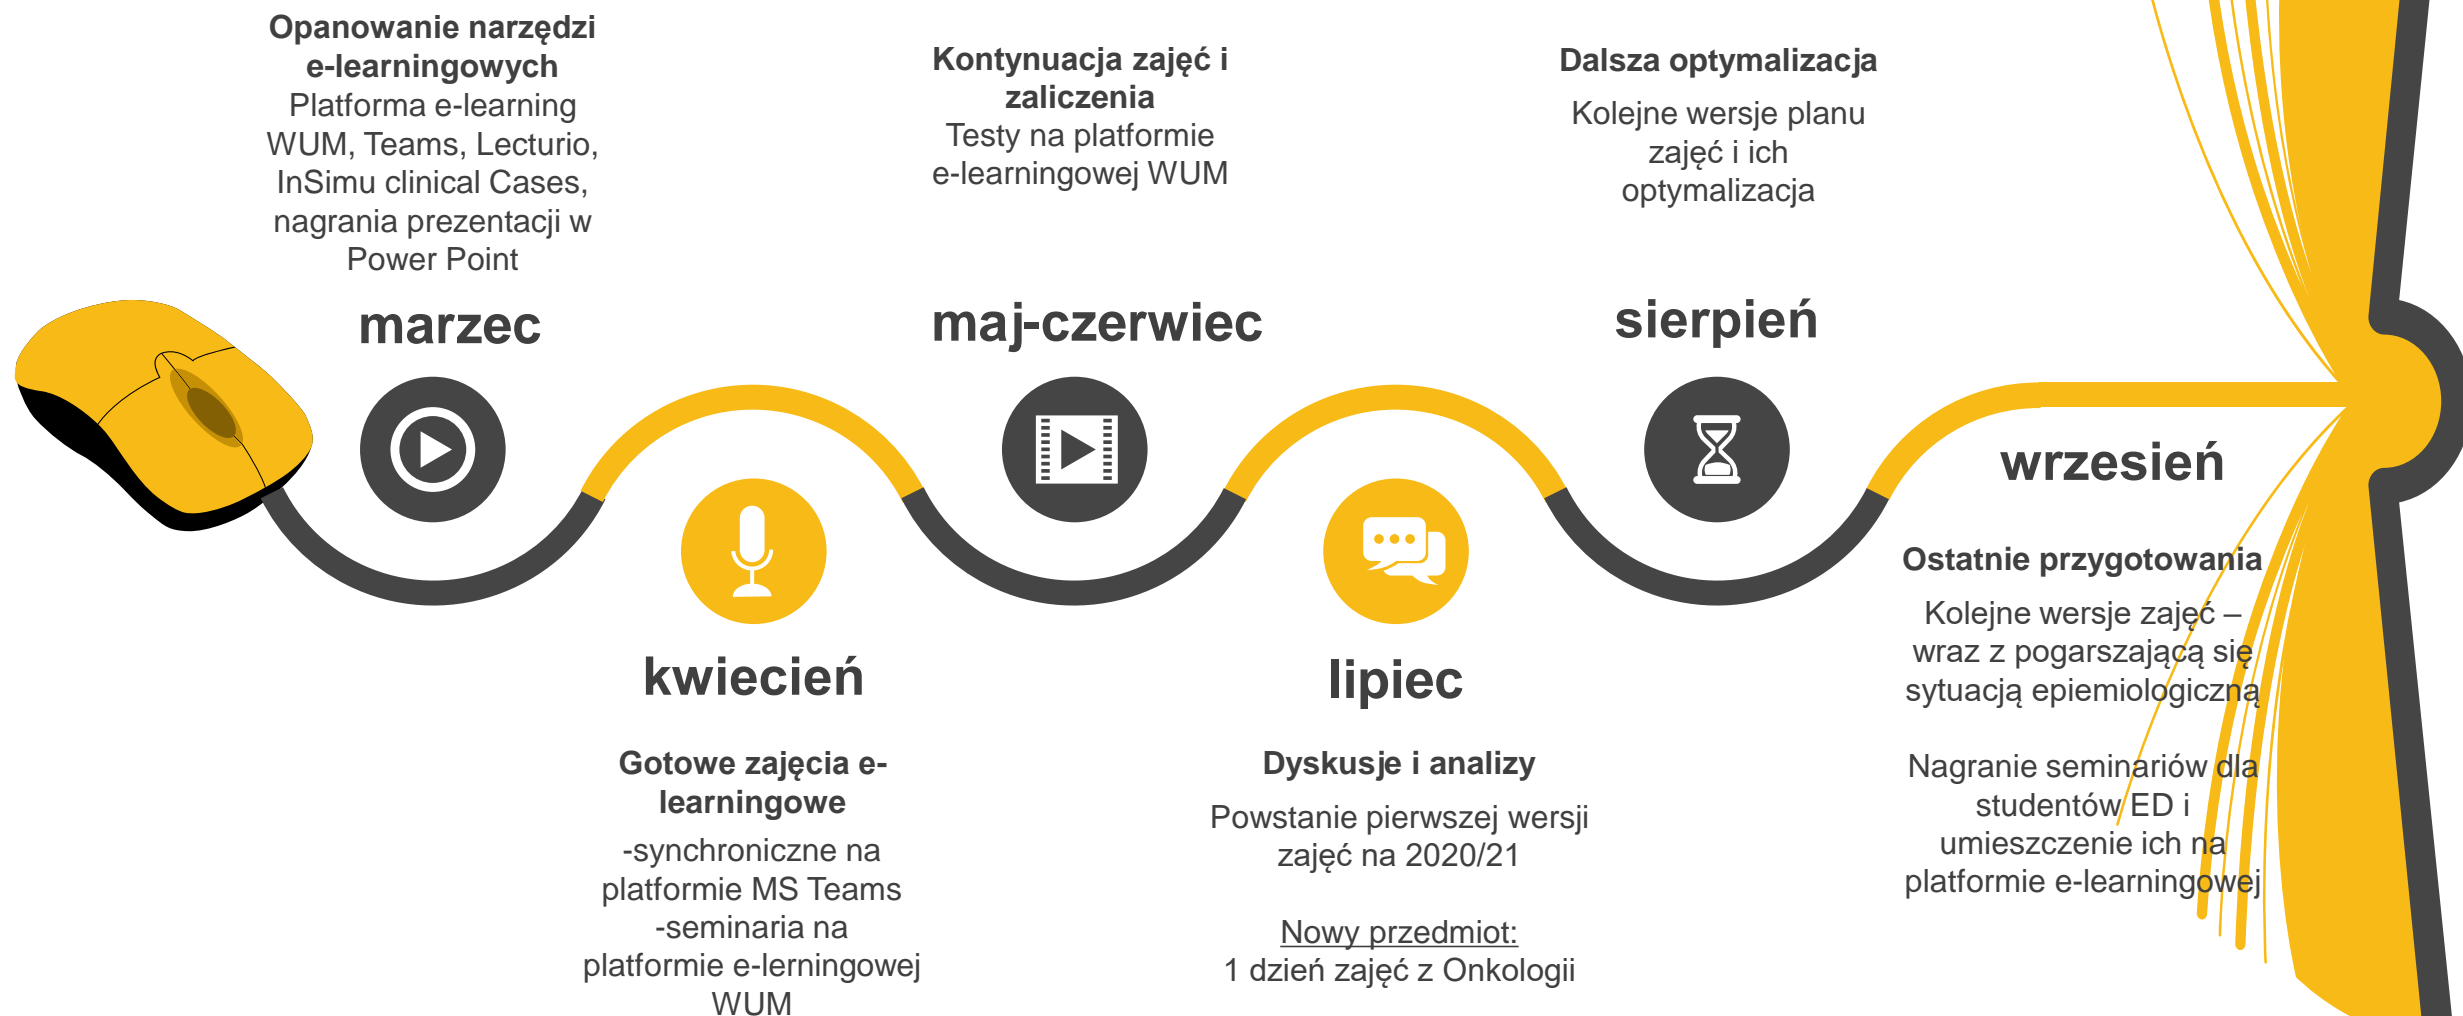 Opanowanie narzędzi
e-learningowych
Platforma e-learning
WUM, Teams, Lecturio,
InSimu clinical Cases,
nagrania prezentacji w
Power Point
marzec
kwiecień
Gotowe zajęcia e-
learningowe
-synchroniczne na
platformie MS Teams
-seminaria na
platformie e-lerningowej
WUM
Kontynuacja zajęć i
zaliczenia
Testy na platformie
e-learningowej WUM
maj-czerwiec
lipiec
Dyskusje i analizy
Powstanie pierwszej wersji
zajęć na 2020/21
Nowy przedmiot:
1 dzień zajęć z Onkologii
Dalsza optymalizacja
Kolejne wersje planu
zajęć i ich
optymalizacja
sierpień
wrzesień
Ostatnie przygotowania
Kolejne wersje zajęć –
wraz z pogarszającą się
sytuacją epiemiologiczną
Nagranie seminariów dla
studentów ED i
umieszczenie ich na
platformie e-learningowej